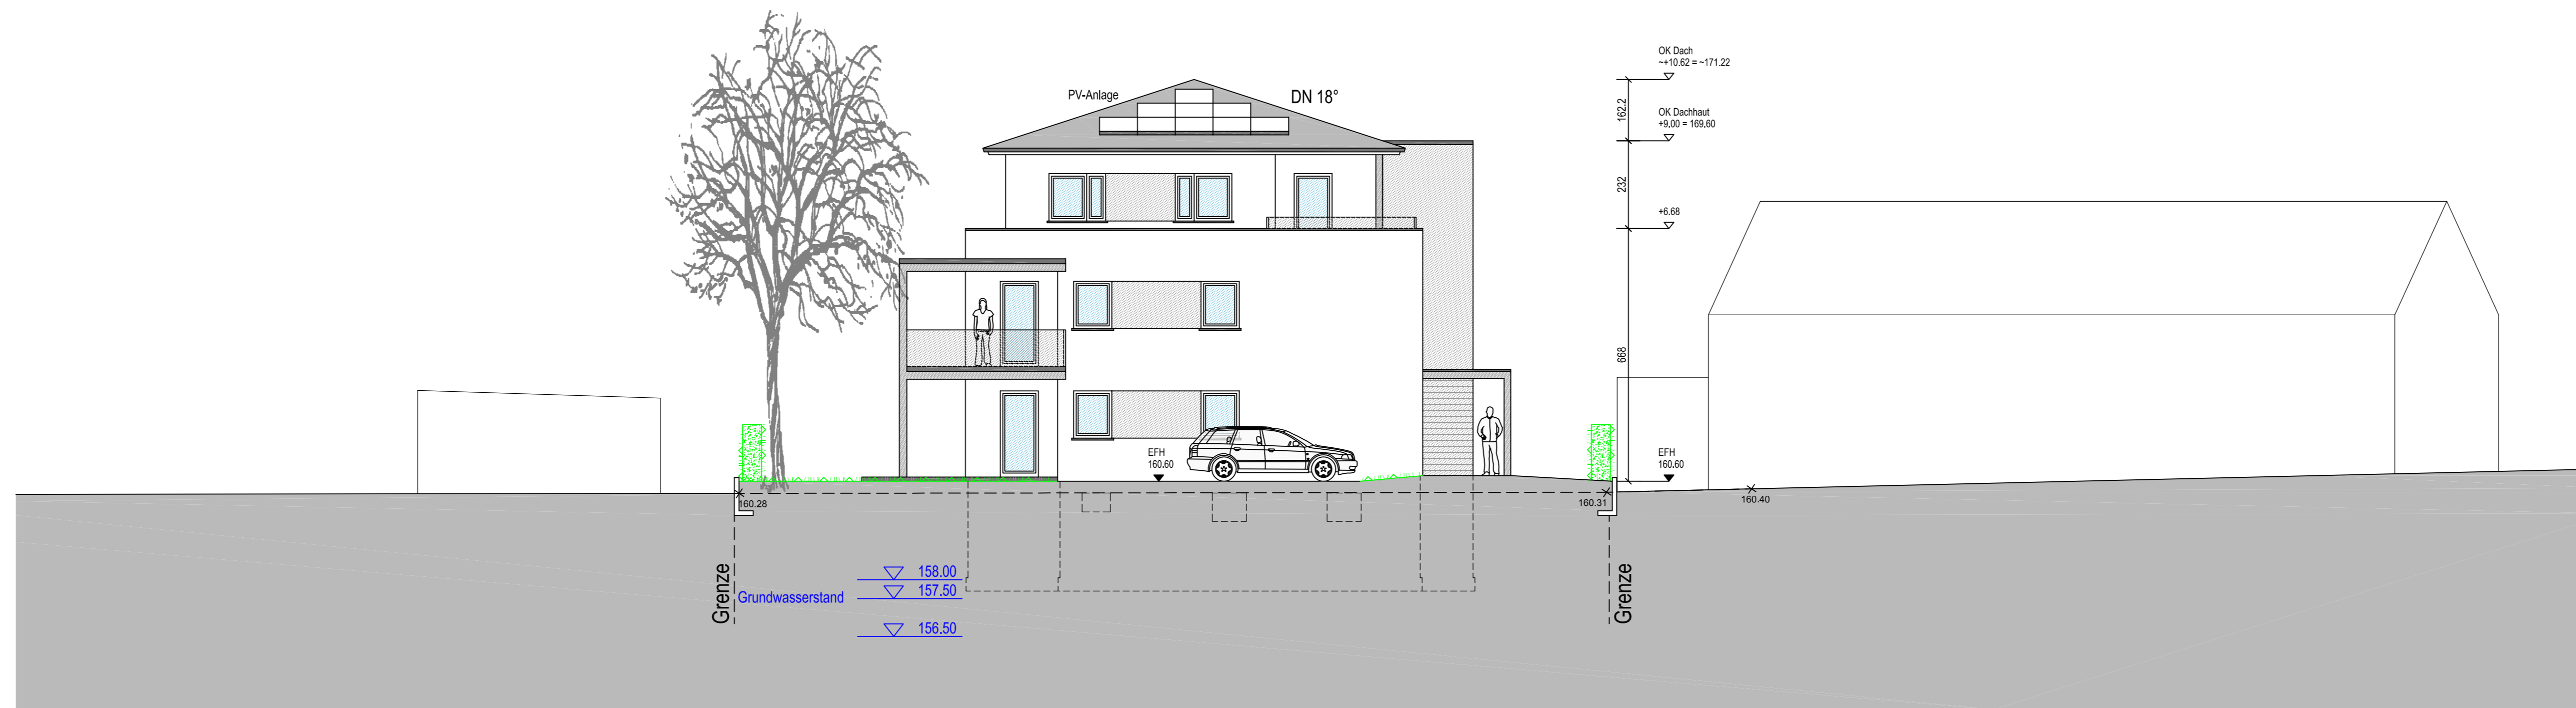 OK Dach
~+10.62 = ~171.22
PV-Anlage
DN 18°
162.2
OK Dachhaut
+9.00 = 169.60
232
+6.68
668
EFH
160.60
EFH
160.60
160.28
160.31
160.40
Grenze
Grundwasserstand
158.00
157.50
156.50
Grenze